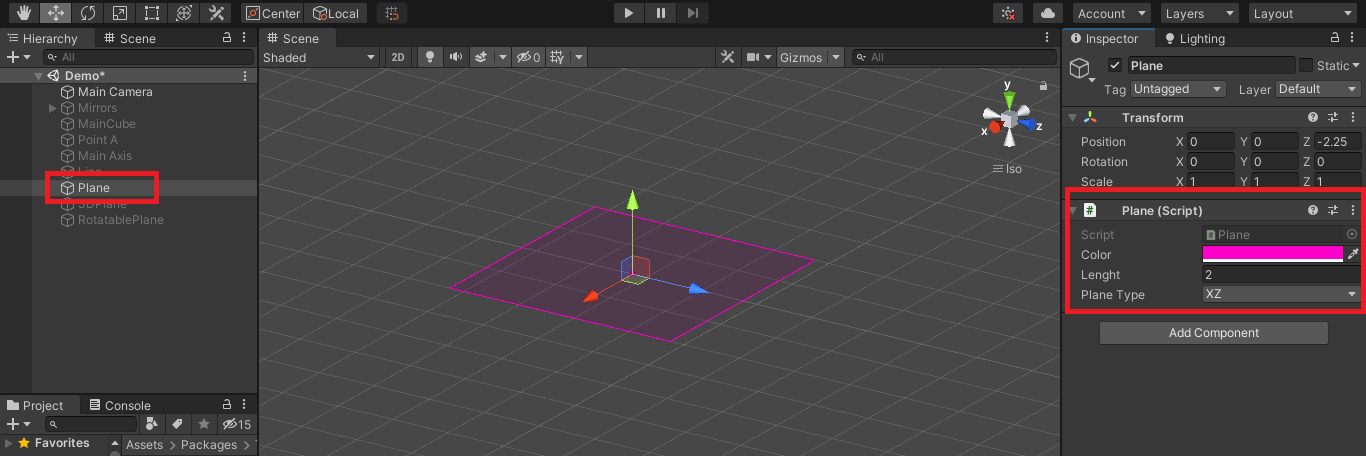 Center Local Account Layers Layout
Hierarchy Scene
All
Demo*
Main Camera
Mirrors
MainCube
Point A
Main Axis
Line
Plane
3DPlane
RotatablePlane
Scene
Shaded 2D 0 Gizmos All
y
x z
Iso
Inspector Lighting
Plane Static
Tag Untagged Layer Default
Transform
Position X 0 Y 0 Z -2.25
Rotation X 0 Y 0 Z 0
Scale X 1 Y 1 Z 1
# Plane (Script)
Script # Plane
Color
Lenght 2
Plane Type XZ
Add Component
Project Console
15
Favorites Assets > Packages >